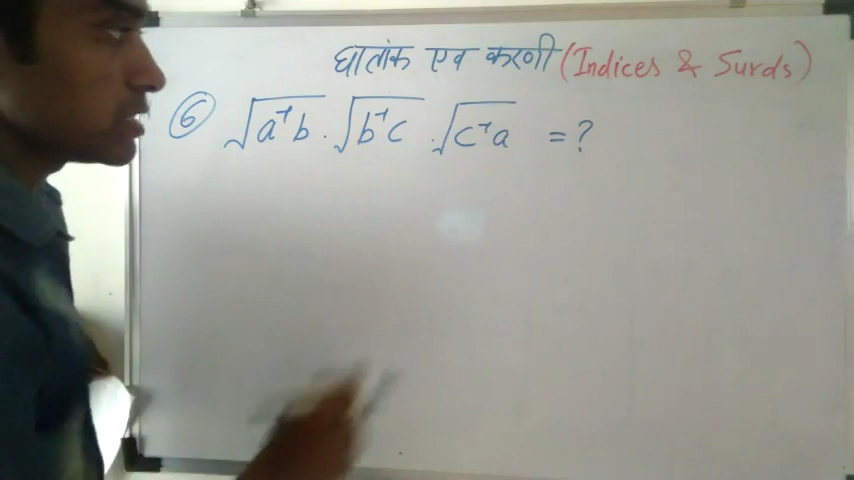 घातांक एव करणी (Indices & Surds)
⑥ √(a⁻¹b) . √(b⁻¹c) . √(c⁻¹a) = ?